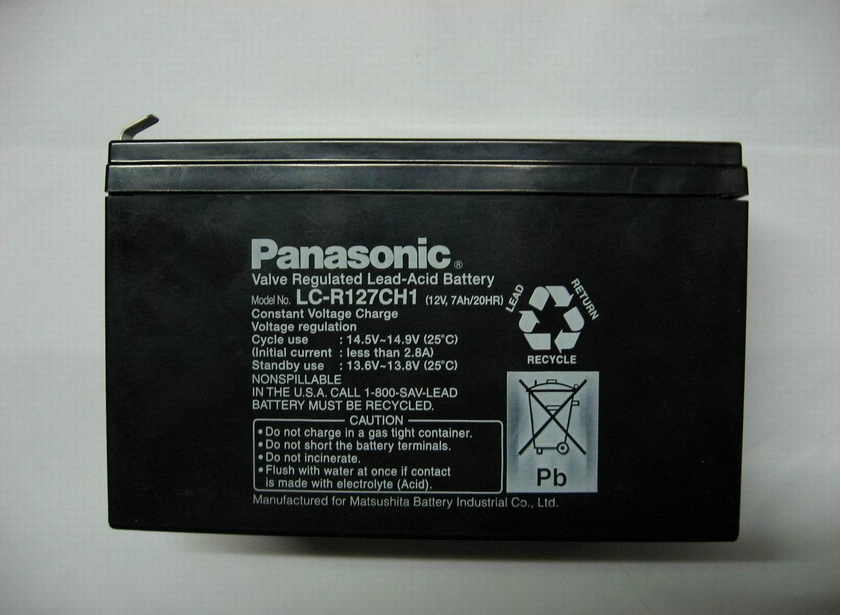 Panasonic®
Valve Regulated Lead-Acid Battery
Model No. LC-R127CH1 (12V, 7Ah/20HR)
Constant Voltage Charge
Voltage regulation
Cycle use : 14.5V~14.9V (25°C)
(Initial current : less than 2.8A)
Standby use : 13.6V~13.8V (25°C)
NONSPILLABLE
IN THE U.S.A. CALL 1-800-SAV-LEAD
BATTERY MUST BE RECYCLED.
LEAD
RETURN
RECYCLE
CAUTION
• Do not charge in a gas tight container.
• Do not short the battery terminals.
• Do not incinerate.
• Flush with water at once if contact
is made with electrolyte (Acid).
Pb
Manufactured for Matsushita Battery Industrial Co., Ltd.